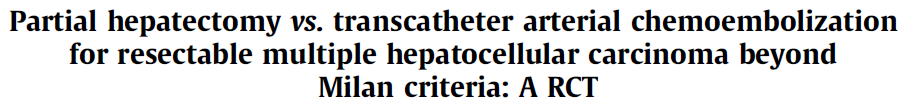 Partial hepatectomy vs. transcatheter arterial chemoembolization
for resectable multiple hepatocellular carcinoma beyond
Milan criteria: A RCT